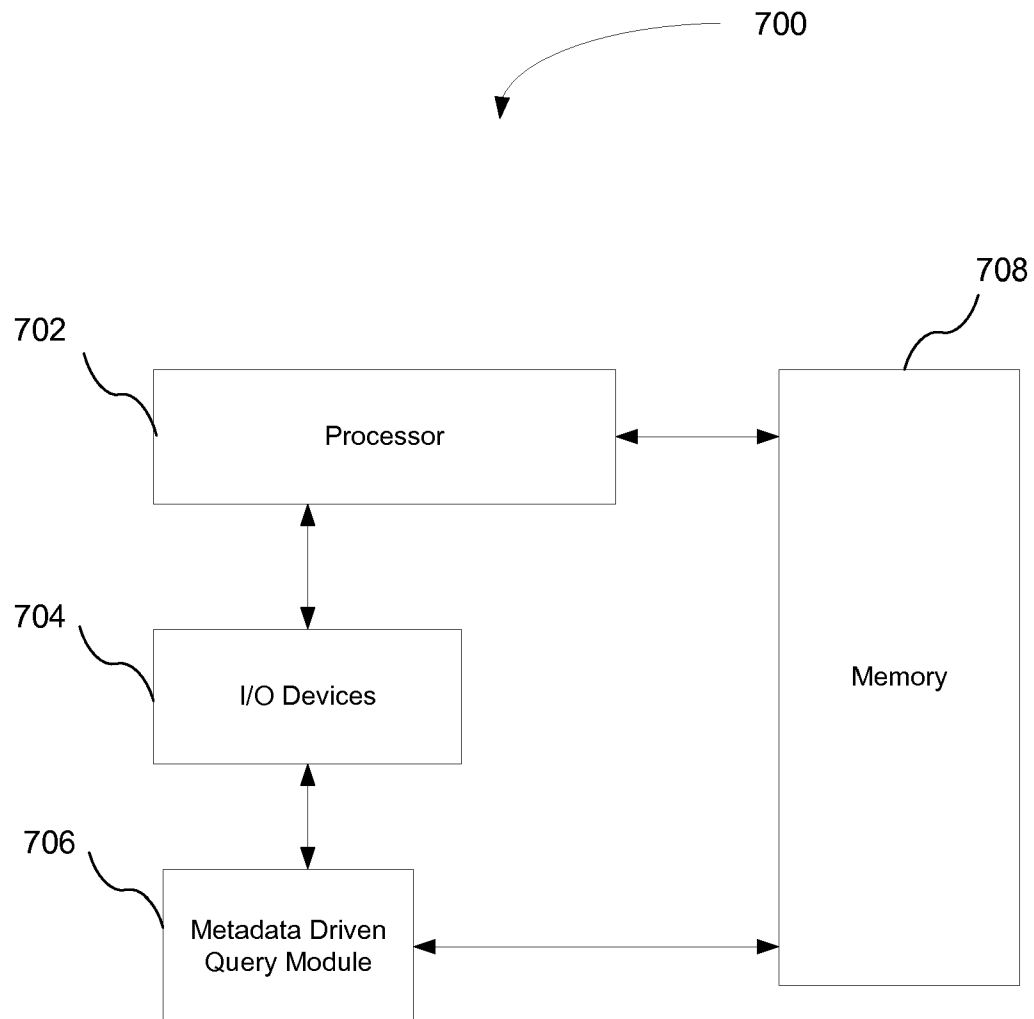 700
708
702
Processor
704
I/O Devices
Memory
706
Metadata Driven
Query Module